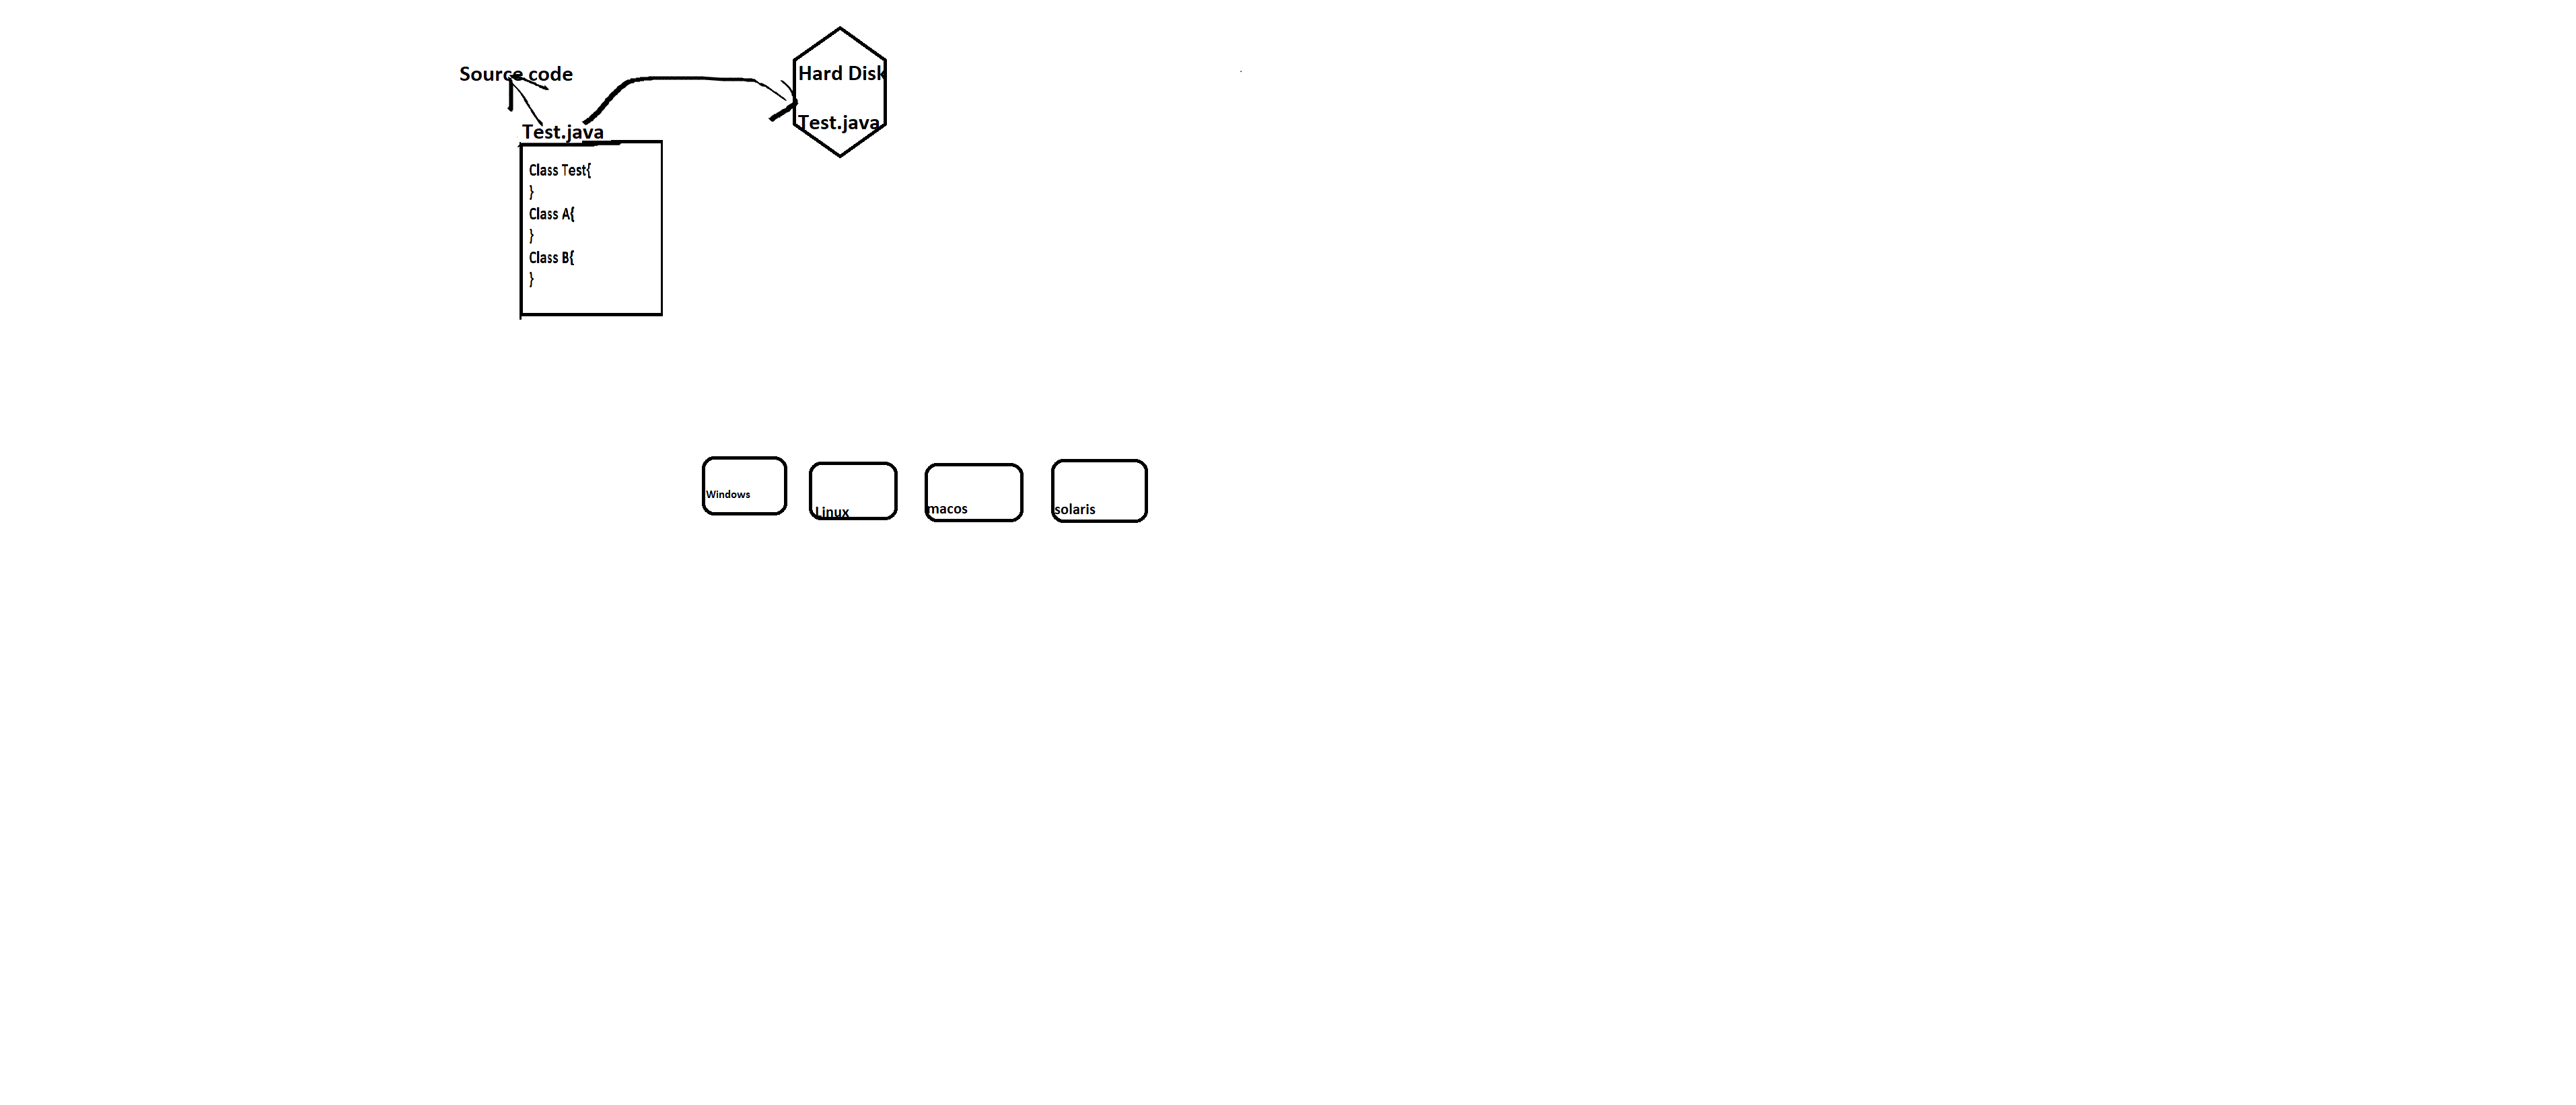 Source code
Hard Disk
Test.java
Test.java
Class Test{
}
Class A{
}
Class B{
}
Windows
Linux
macos
solaris